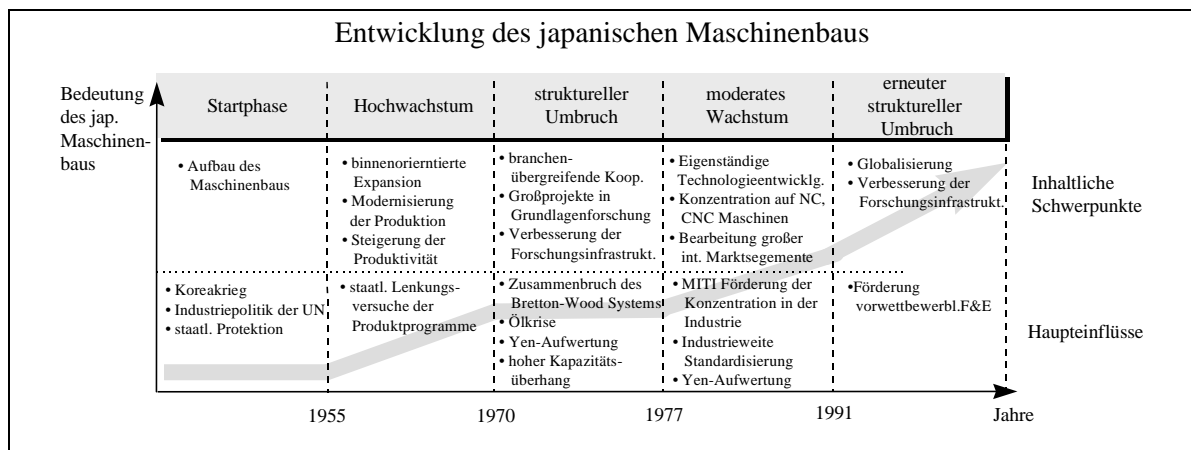 Entwicklung des japanischen Maschinenbaus
Bedeutung
des jap.
Maschinen-
baus
Startphase
Hochwachstum
struktureller
Umbruch
moderates
Wachstum
erneuter
struktureller
Umbruch
• Aufbau des
Maschinenbaus
• binnenorientierte
Expansion
• Modernisierung
der Produktion
• Steigerung der
Produktivität
• branchen-
übergreifende Koop.
• Großprojekte in
Grundlagenforschung
• Verbesserung der
Forschungsinfrastrukt.
• Eigenständige
Technologieentwicklg.
• Konzentration auf NC,
CNC Maschinen
• Bearbeitung großer
int. Marktsegemente
• Globalisierung
• Verbesserung der
Forschungsinfrastrukt.
Inhaltliche
Schwerpunkte
• Koreakrieg
• Industriepolitik der UN
• staatl. Protektion
• staatl. Lenkungs-
versuche der
Produktprogramme
• Zusammenbruch des
Bretton-Wood Systems
• Ölkrise
• Yen-Aufwertung
• hoher Kapazitäts-
überhang
• MITI Förderung der
Konzentration in der
Industrie
• Industrieweite
Standardisierung
• Yen-Aufwertung
•Förderung
vorwettbewerbl.F&E
Haupteinflüsse
1955
1970
1977
1991
Jahre